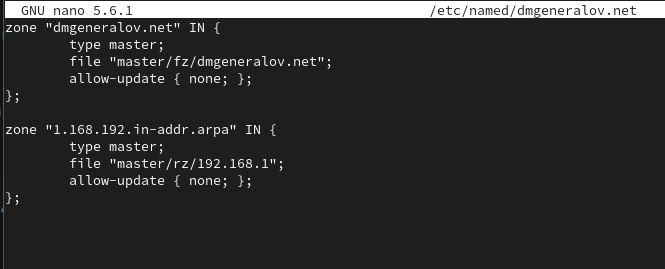 GNU nano 5.6.1 /etc/named/dmgeneralov.net
zone "dmgeneralov.net" IN {
        type master;
        file "master/fz/dmgeneralov.net";
        allow-update { none; };
};

zone "1.168.192.in-addr.arpa" IN {
        type master;
        file "master/rz/192.168.1";
        allow-update { none; };
};